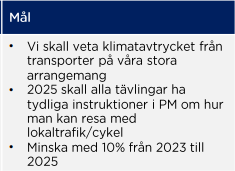 Mål
• Vi skall veta klimatavtrycket från
transporter på våra stora
arrangemang
• 2025 skall alla tävlingar ha
tydliga instruktioner i PM om hur
man kan resa med
lokaltrafik/cykel
• Minska med 10% från 2023 till
2025